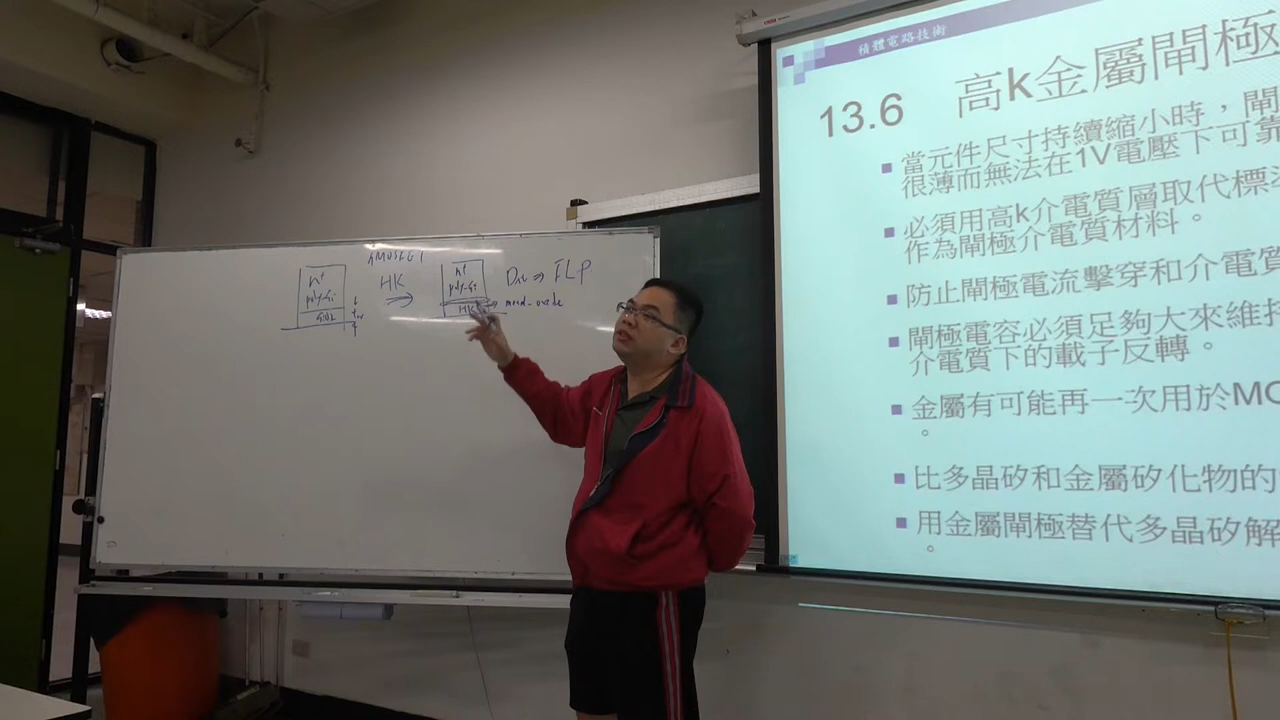 積體電路技術
13.6 高k金屬閘極
當元件尺寸持續縮小時，閘
很薄而無法在1V電壓下可靠
必須用高k介電質層取代標準
作為閘極介電質材料。
防止閘極電流擊穿和介電質
閘極電容必須足夠大來維持
介電質下的載子反轉。
金屬有可能再一次用於MO
。
比多晶矽和金屬矽化物的
用金屬閘極替代多晶矽解
。
n+
poly-Si
HK
⇒
n+
poly-Si
HK
⇒ FLP